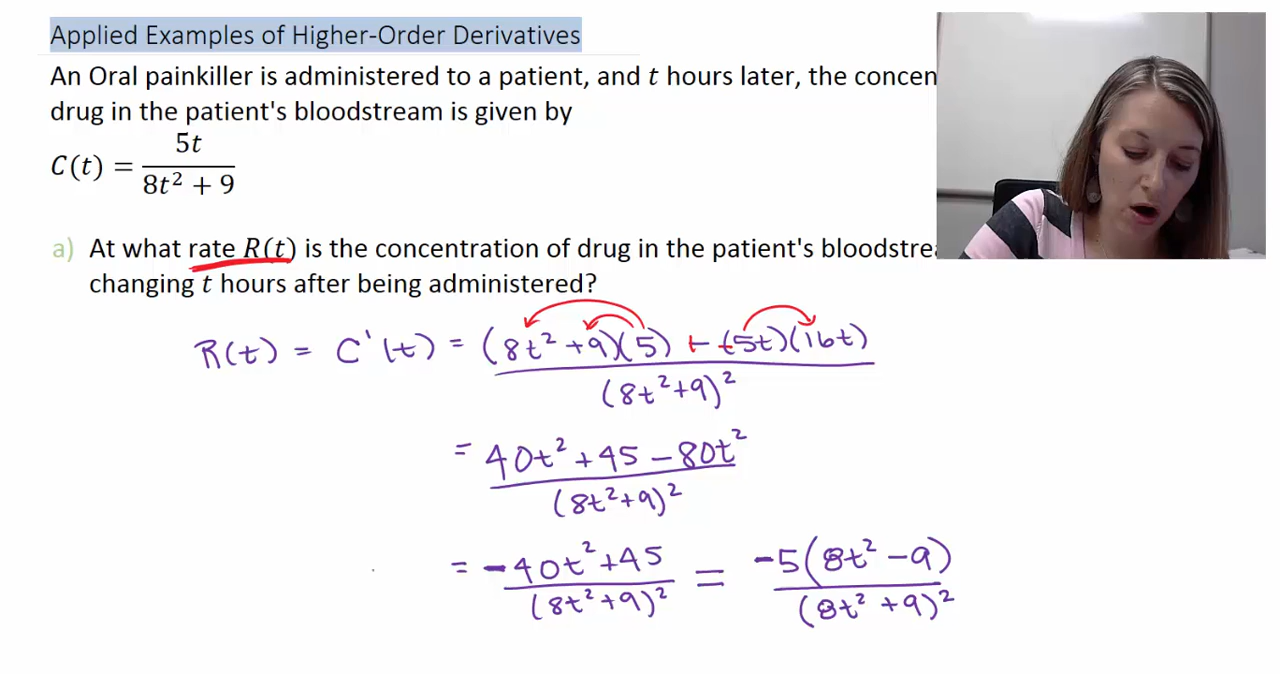 Applied Examples of Higher-Order Derivatives
An Oral painkiller is administered to a patient, and t hours later, the concen
drug in the patient's bloodstream is given by
C(t) = 5t / (8t² + 9)
a) At what rate R(t) is the concentration of drug in the patient's bloodstrea
changing t hours after being administered?
R(t) = C'(t) = (8t² + 9)(5) - (5t)(16t) / (8t²+9)²
= 40t² + 45 - 80t² / (8t²+9)²
= -40t² + 45 / (8t²+9)² = -5(8t² - 9) / (8t² + 9)²